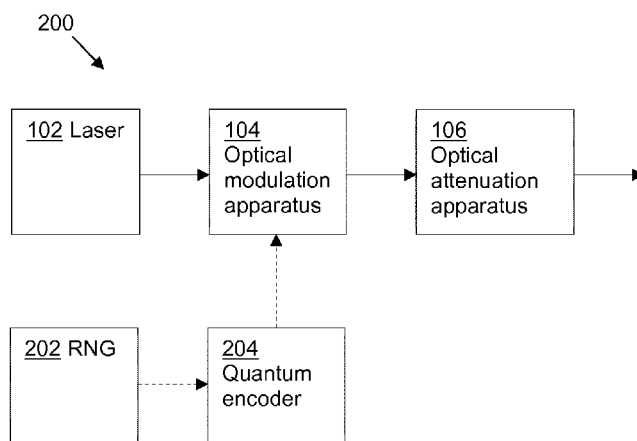 200
102 Laser
104
Optical
modulation
apparatus
106
Optical
attenuation
apparatus
202 RNG
204
Quantum
encoder